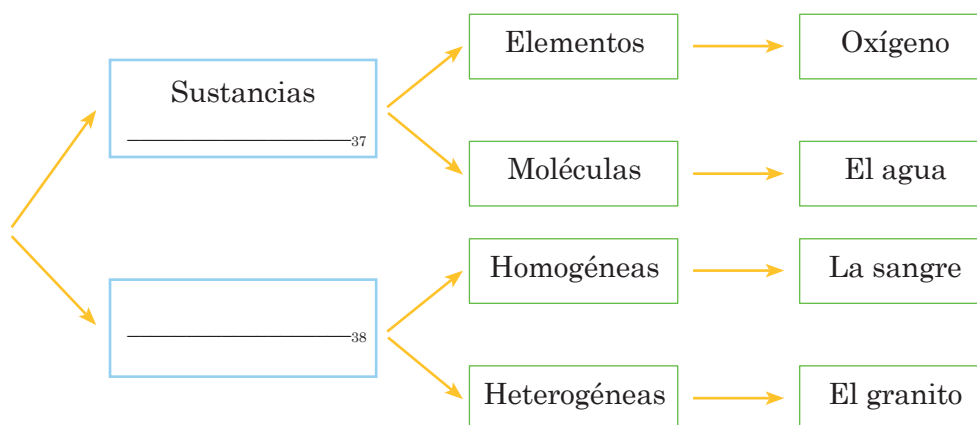 Elementos
Oxígeno
Sustancias
37
Moléculas
El agua
Homogéneas
La sangre
38
Heterogéneas
El granito